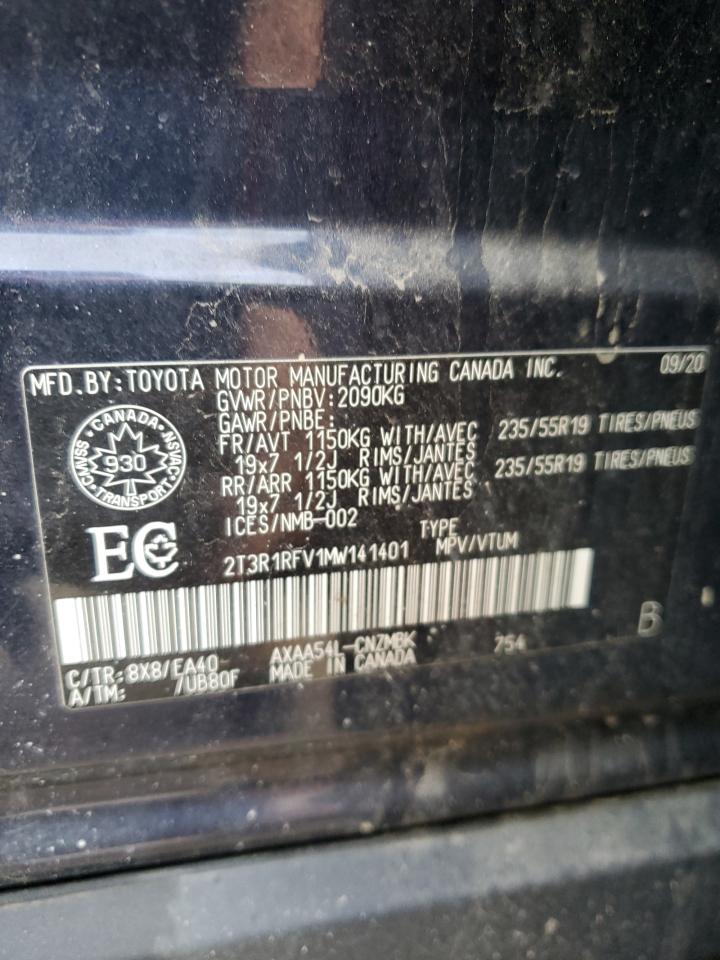 MFD.BY:TOYOTA MOTOR MANUFACTURING CANADA INC. 09/20
GVWR/PNBV:2090KG
GAWR/PNBE:
FR/AVT 1150KG WITH/AVEC 235/55R19 TIRES/PNEUS
19x7 1/2J RIMS/JANTES
RR/ARR 1150KG WITH/AVEC 235/55R19 TIRES/PNEUS
19x7 1/2J RIMS/JANTES
ICES/NMB-002 TYPE
2T3R1RFV1MW141401 MPV/VTUM
CANADA
CMVSS 930 NSVAC
TRANSPORT
EC
B
C/TR:8X8/EA40 AXAA54L-CNZMBK 754
A/TM: /UB80F MADE IN CANADA